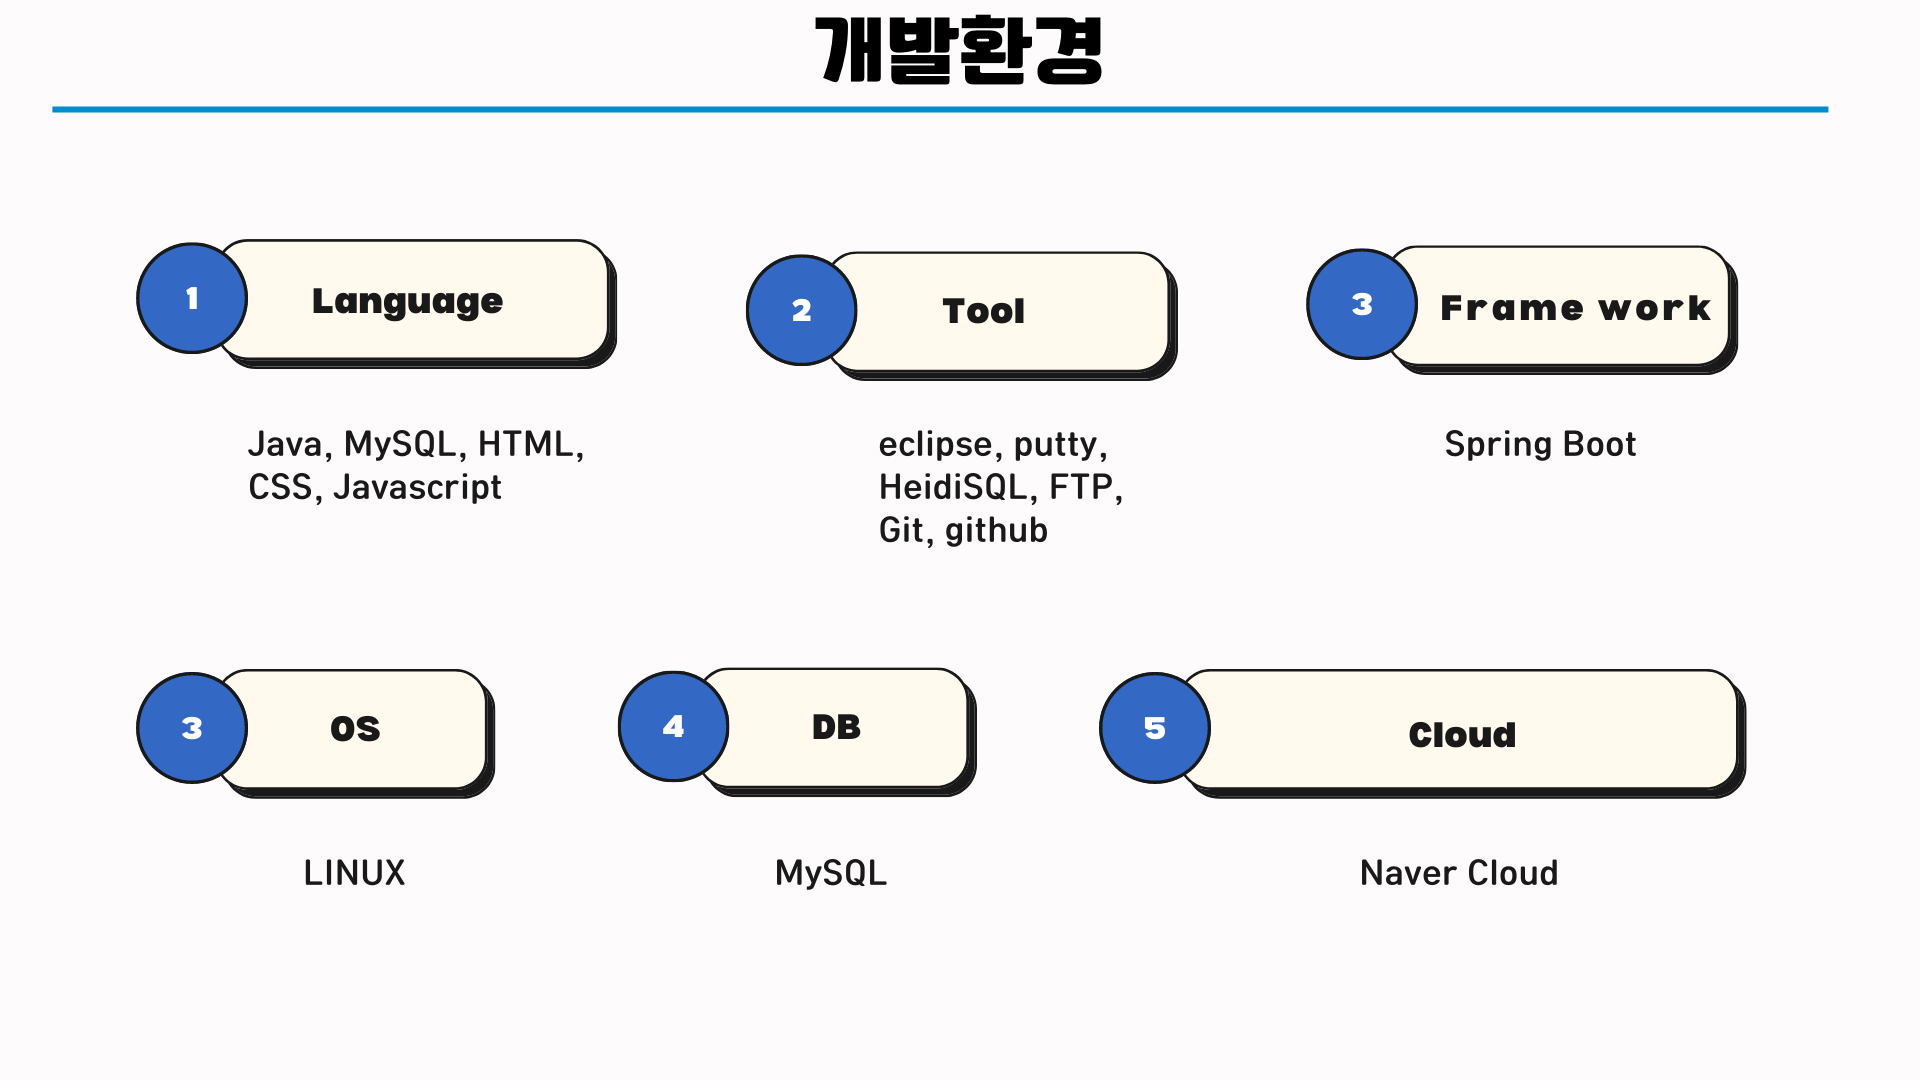 개발환경
1
Language
2
Tool
3
Frame work
Java, MySQL, HTML,
CSS, Javascript
eclipse, putty,
HeidiSQL, FTP,
Git, github
Spring Boot
3
OS
4
DB
5
Cloud
LINUX
MySQL
Naver Cloud